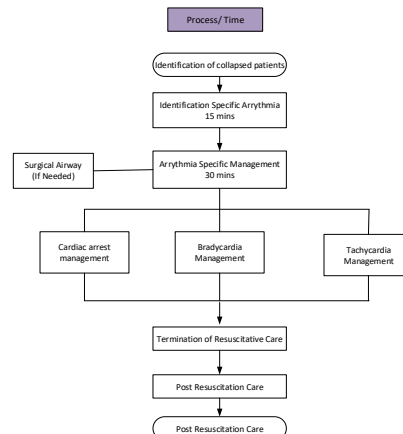 Process/ Time
Identification of collapsed patients
Identification Specific Arrythmia
15 mins
Surgical Airway
(If Needed)
Arrythmia Specific Management
30 mins
Cardiac arrest
management
Bradycardia
Management
Tachycardia
Management
Termination of Resuscitative Care
Post Resuscitation Care
Post Resuscitation Care